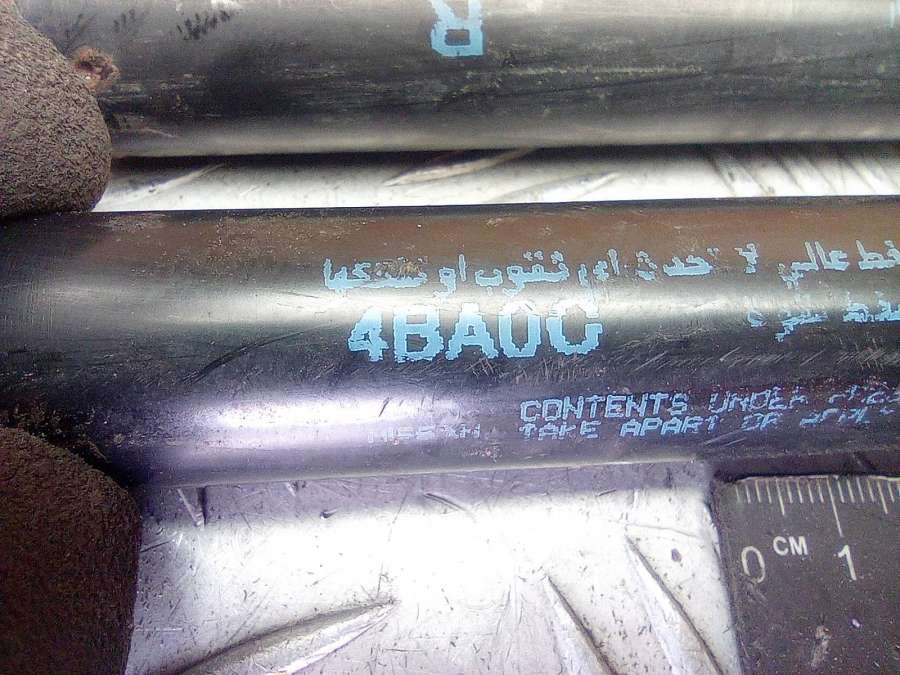 R
عالي لا تحدث اي ثقوب او
4BA0C
CONTENTS UNDER
NISSAN TAKE APART OR
0 CM 1